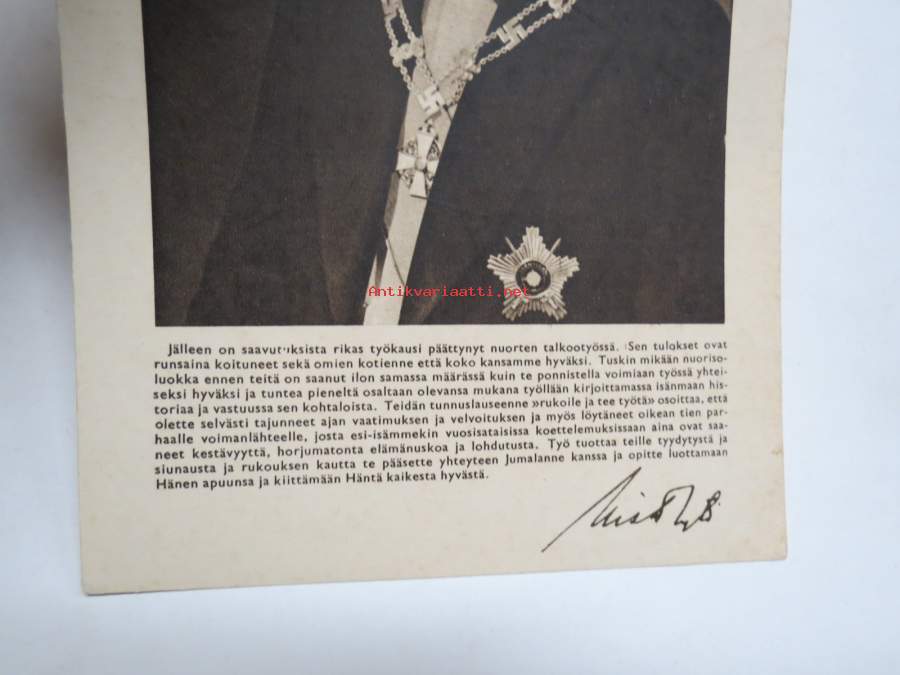 Antikvariaatti.net
Jälleen on saavutuksista rikas työkausi päättynyt nuorten talkootyössä. Sen tulokset ovat
runsaina koituneet sekä omien kotienne että koko kansamme hyväksi. Tuskin mikään nuoriso-
luokka ennen teitä on saanut ilon samassa määrässä kuin te ponnistella voimiaan työssä yhtei-
seksi hyväksi ja tuntea pieneltä osaltaan olevansa mukana työllään kirjoittamassa isänmaan his-
toriaa ja vastuussa sen kohtaloista. Teidän tunnuslauseenne »rukoile ja tee työtä» osoittaa, että
olette selvästi tajunneet ajan vaatimuksen ja velvoituksen ja myös löytäneet oikean tien par-
haalle voimanlähteelle, josta esi-isämmekin vuosisataisissa koettelemuksissaan aina ovat saa-
neet kestävyyttä, horjumatonta elämänuskoa ja lohdutusta. Työ tuottaa teille tyydytystä ja
siunausta ja rukouksen kautta te pääsette yhteyteen Jumalanne kanssa ja opitte luottamaan
Hänen apuunsa ja kiittämään Häntä kaikesta hyvästä.